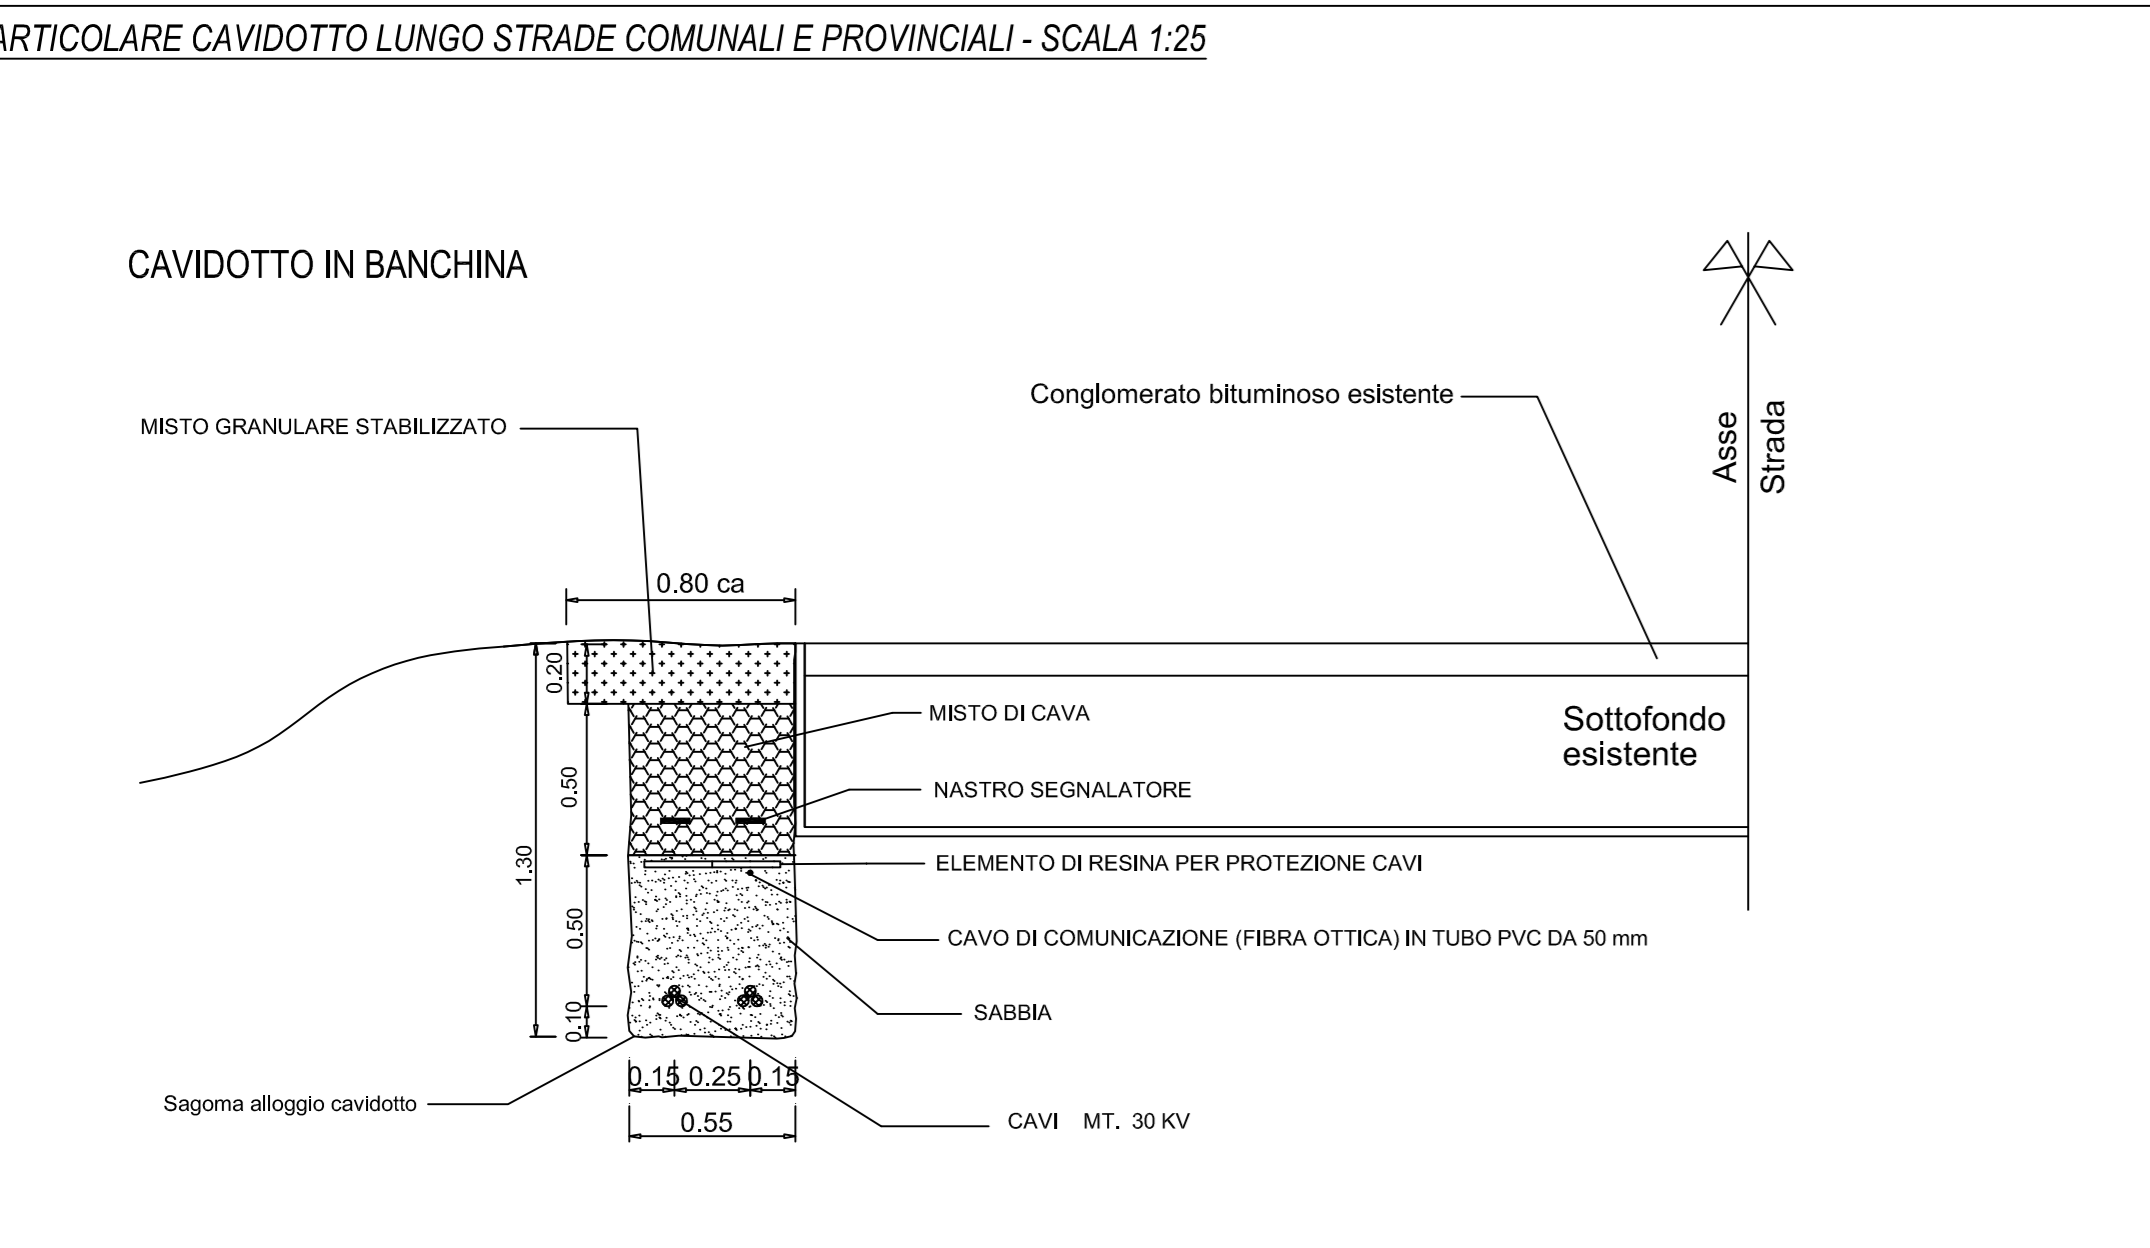 ARTICOLARE CAVIDOTTO LUNGO STRADE COMUNALI E PROVINCIALI - SCALA 1:25
CAVIDOTTO IN BANCHINA
Conglomerato bituminoso esistente
MISTO GRANULARE STABILIZZATO
Asse
Strada
0.80 ca
0.20
MISTO DI CAVA
Sottofondo
esistente
0.50
NASTRO SEGNALATORE
1.30
ELEMENTO DI RESINA PER PROTEZIONE CAVI
0.50
CAVO DI COMUNICAZIONE (FIBRA OTTICA) IN TUBO PVC DA 50 mm
SABBIA
0.10
0.15 0.25 0.15
Sagoma alloggio cavidotto
0.55
CAVI MT. 30 KV